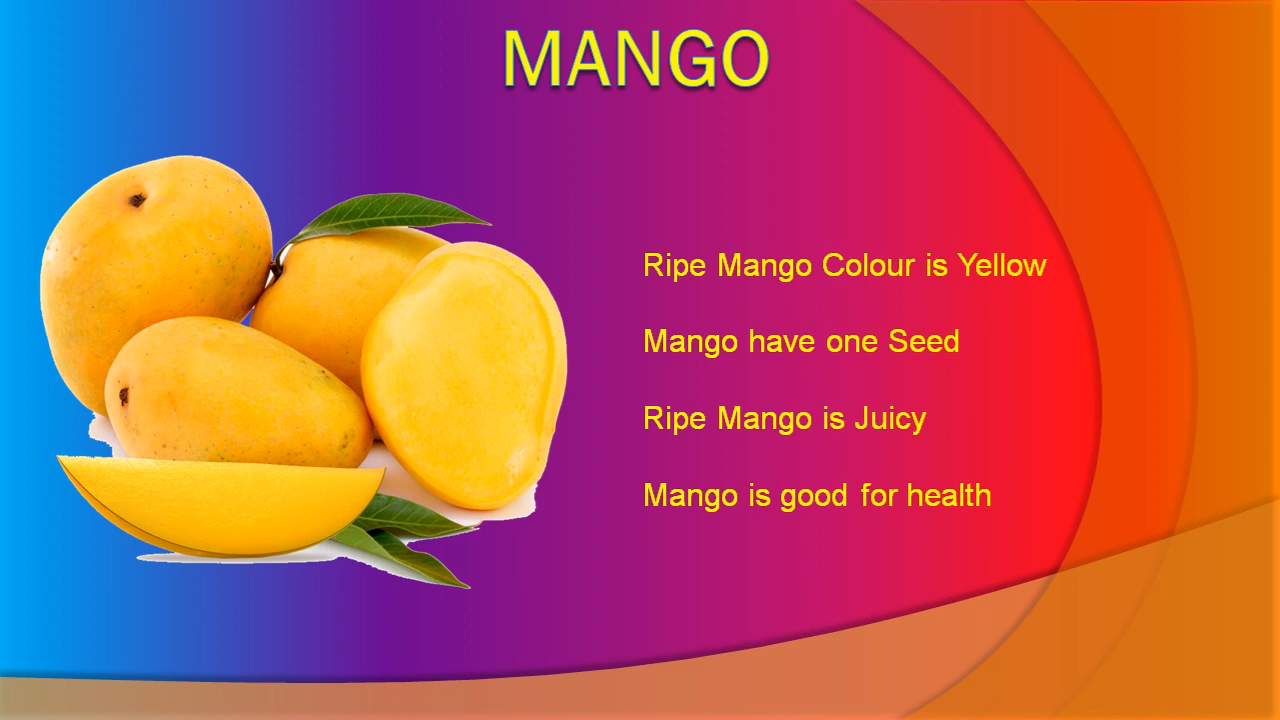 MANGO
Ripe Mango Colour is Yellow
Mango have one Seed
Ripe Mango is Juicy
Mango is good for health